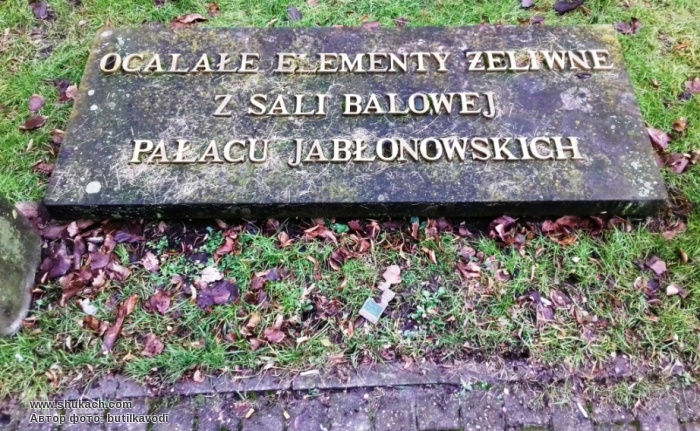 OCALAŁE ELEMENTY ŻELIWNE
Z SALI BALOWEJ
PAŁACU JABŁONOWSKICH
www.shukach.com
Автор фото: butilkavodi